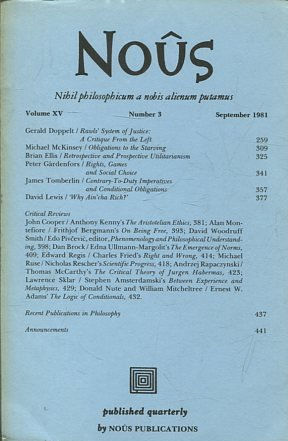 NOÛS
Nihil philosophicum a nobis alienum putamus
Volume XV Number 3 September 1981
Gerald Doppelt / Rawls' System of Justice:
A Critique From the Left 259
Michael McKinsey / Obligations to the Starving 309
Brian Ellis / Retrospective and Prospective Utilitarianism 325
Peter Gärdenfors / Rights, Games
and Social Choice 341
James Tomberlin / Contrary-To-Duty Imperatives
and Conditional Obligations 357
David Lewis / 'Why Ain'cha Rich?' 377
Critical Reviews
John Cooper / Anthony Kenny's The Aristotelian Ethics, 381; Alan Mon-
tefiore / Frithjof Bergmann's On Being Free, 393; David Woodruff
Smith / Edo Pivčević, editor, Phenomenology and Philosophical Understand-
ing, 398; Dan Brock / Edna Ullmann-Margolit's The Emergence of Norms,
409; Edward Regis / Charles Fried's Right and Wrong, 414; Michael
Ruse / Nicholas Rescher's Scientific Progress, 418; Andrzej Rapaczynski /
Thomas McCarthy's The Critical Theory of Jurgen Habermas, 423;
Lawrence Sklar / Stephen Amsterdamski's Between Experience and
Metaphysics, 429; Donald Nute and William Mitcheltree / Ernest W.
Adams' The Logic of Conditionals, 432.
Recent Publications in Philosophy 437
Announcements 441
published quarterly
by NOÛS PUBLICATIONS